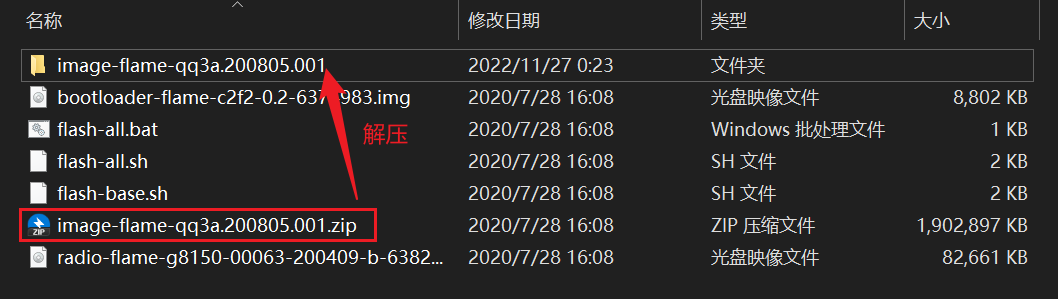 名称 修改日期 类型 大小
image-flame-qq3a.200805.001 2022/11/27 0:23 文件夹
bootloader-flame-c2f2-0.2-637 983.img 2020/7/28 16:08 光盘映像文件 8,802 KB
flash-all.bat 2020/7/28 16:08 Windows 批处理文件 1 KB
解压
flash-all.sh 2020/7/28 16:08 SH 文件 2 KB
flash-base.sh 2020/7/28 16:08 SH 文件 2 KB
image-flame-qq3a.200805.001.zip 2020/7/28 16:08 ZIP 压缩文件 1,902,897 KB
ZIP
radio-flame-g8150-00063-200409-b-6382... 2020/7/28 16:08 光盘映像文件 82,661 KB